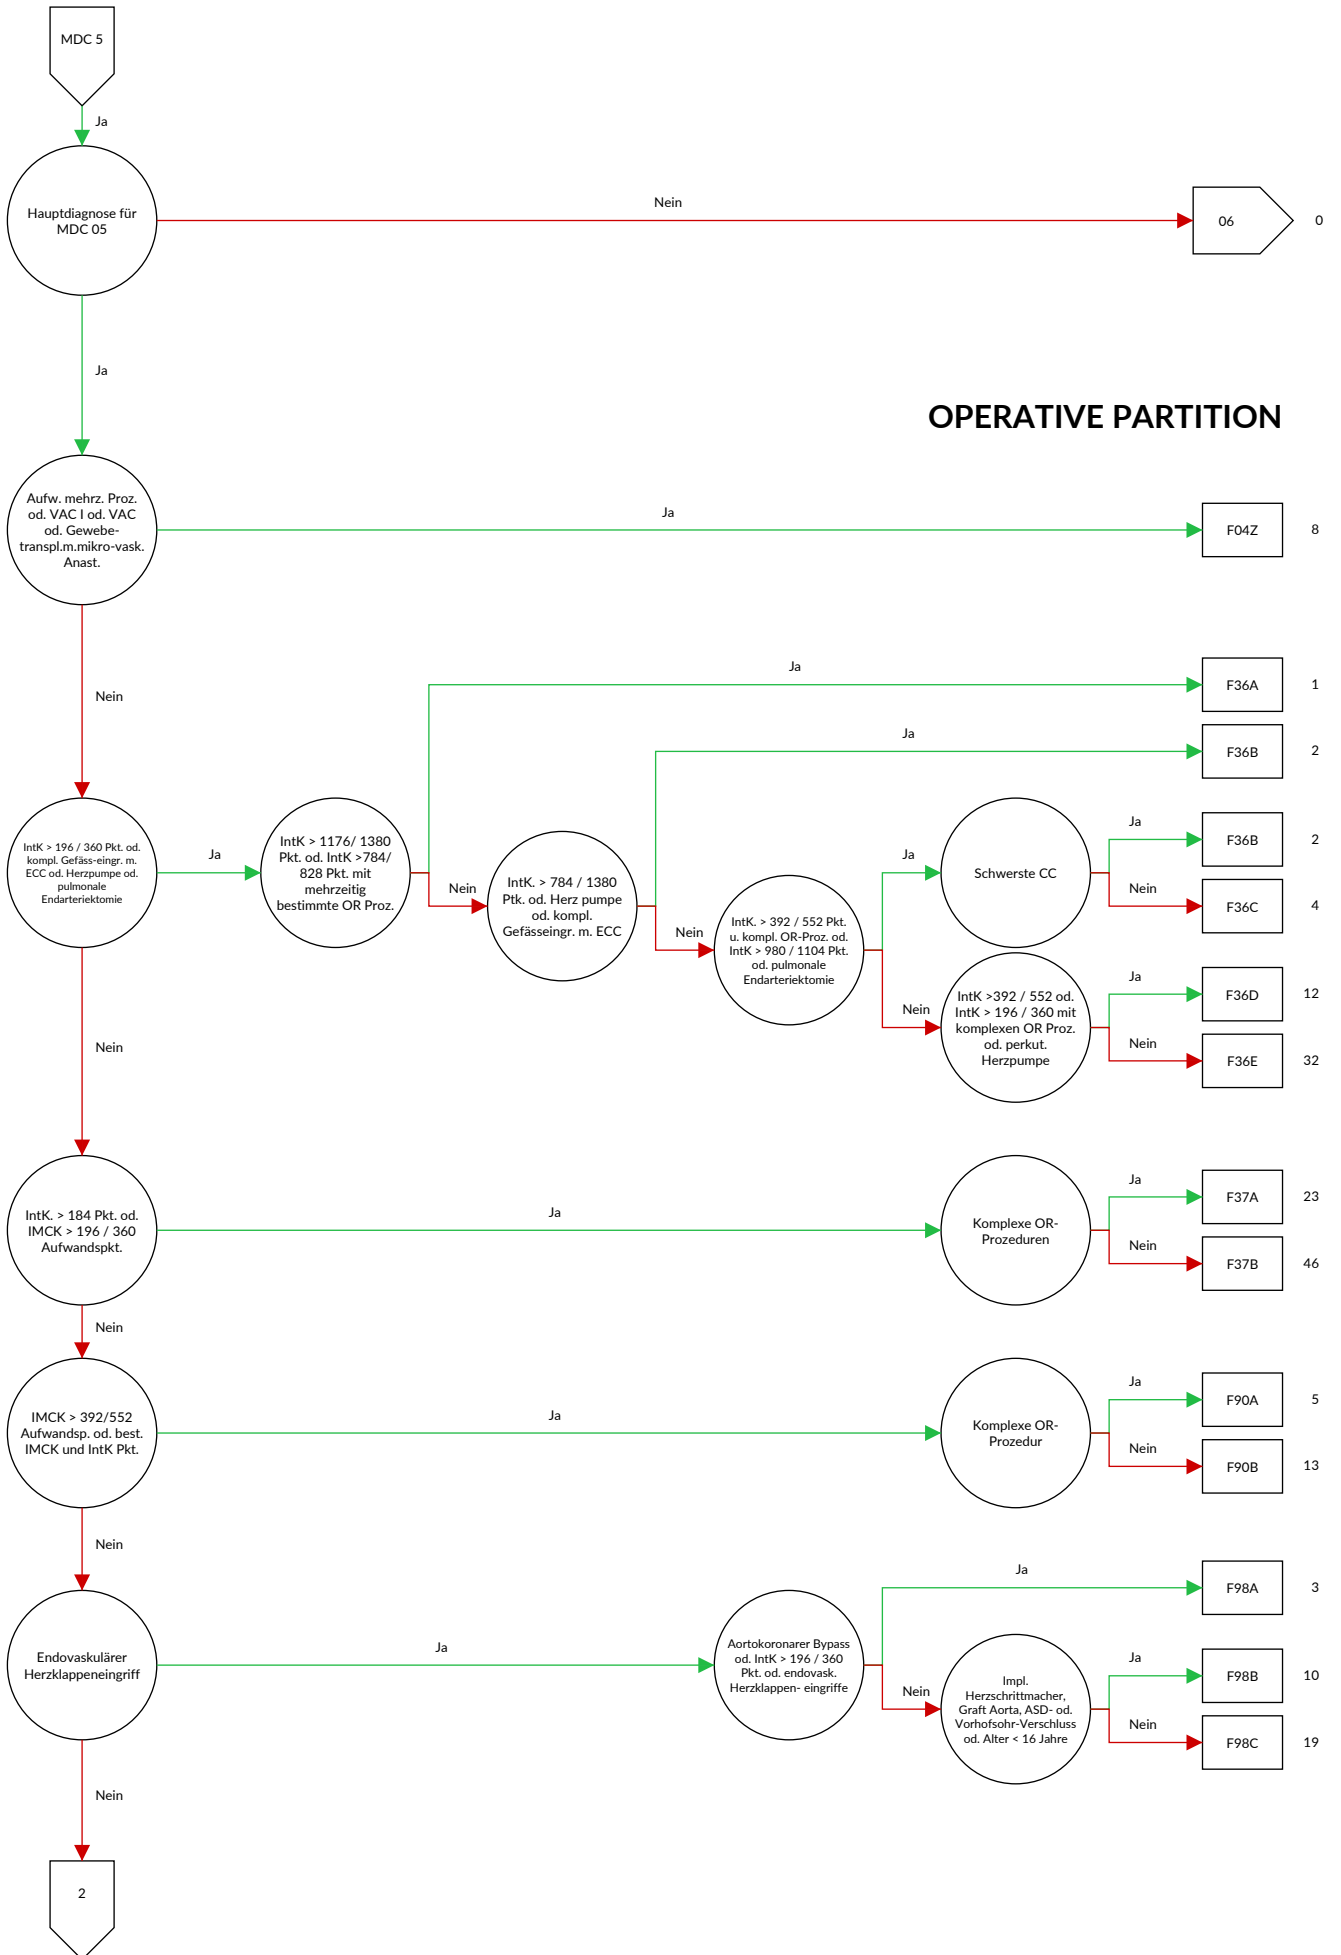 MDC 5
Ja
Hauptdiagnose für
MDC 05
Nein
06
0
Ja
OPERATIVE PARTITION
Aufw. mehrz. Proz.
od. VAC I od. VAC
od. Gewebe-
transpl.m.mikro-vask.
Anast.
Ja
F04Z
8
Nein
Ja
F36A
1
Ja
F36B
2
IntK > 196 / 360 Pkt. od.
kompl. Gefäss-eingr. m.
ECC od. Herzpumpe od.
pulmonale
Endarteriektomie
Ja
IntK > 1176/ 1380
Pkt. od. IntK >784/
828 Pkt. mit
mehrzeitig
bestimmte OR Proz.
Nein
IntK. > 784 / 1380
Ptk. od. Herz pumpe
od. kompl.
Gefässeingr. m. ECC
Nein
IntK. > 392 / 552 Pkt.
u. kompl. OR-Proz. od.
IntK > 980 / 1104 Pkt.
od. pulmonale
Endarteriektomie
Ja
Schwerste CC
Ja
F36B
2
Nein
F36C
4
Nein
IntK >392 / 552 od.
IntK > 196 / 360 mit
komplexen OR Proz.
od. perkut.
Herzpumpe
Ja
F36D
12
Nein
F36E
32
Nein
IntK. > 184 Pkt. od.
IMCK > 196 / 360
Aufwandspkt.
Ja
Komplexe OR-
Prozeduren
Ja
F37A
23
Nein
F37B
46
Nein
IMCK > 392/552
Aufwandsp. od. best.
IMCK und IntK Pkt.
Ja
Komplexe OR-
Prozedur
Ja
F90A
5
Nein
F90B
13
Nein
Endovaskulärer
Herzklappeneingriff
Ja
Aortokoronarer Bypass
od. IntK > 196 / 360
Pkt. od. endovask.
Herzklappen- eingriffe
Ja
F98A
3
Nein
Impl.
Herzschrittmacher,
Graft Aorta, ASD- od.
Vorhofsohr-Verschluss
od. Alter < 16 Jahre
Ja
F98B
10
Nein
F98C
19
Nein
2